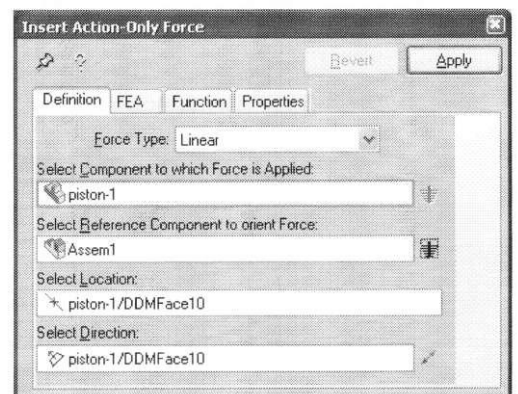 Insert Action-Only Force
Revert Apply
Definition FEA Function Properties
Force Type: Linear
Select Component to which Force is Applied:
piston-1
Select Reference Component to orient Force:
Assem1
Select Location:
piston-1/DDMFace10
Select Direction:
piston-1/DDMFace10